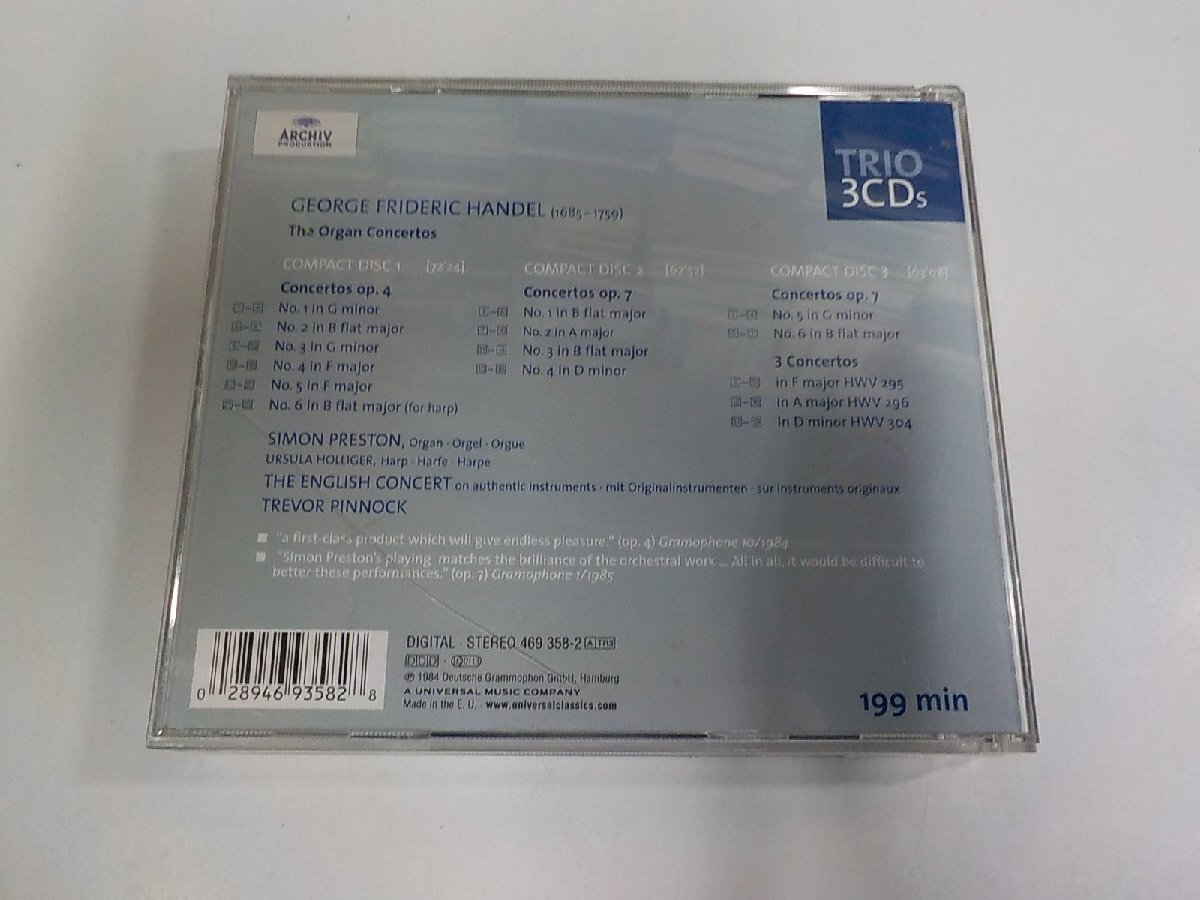 ARCHIV
PRODUKTION
TRIO
3CDs
GEORGE FRIDERIC HANDEL (1685–1759)
The Organ Concertos
COMPACT DISC 1 [72'24]
Concertos op. 4
No. 1 in G minor
No. 2 in B flat major
No. 3 in G minor
No. 4 in F major
No. 5 in F major
No. 6 in B flat major (for harp)
COMPACT DISC 2
Concertos op. 7
No. 1 in B flat major
No. 2 in A major
No. 3 in B flat major
No. 4 in D minor
COMPACT DISC 3 [63'08]
Concertos op. 7
No. 5 in G minor
No. 6 in B flat major
3 Concertos
in F major HWV 295
in A major HWV 296
in D minor HWV 304
SIMON PRESTON, Organ · Orgel · Orgue
URSULA HOLLIGER, Harp · Harfe · Harpe
THE ENGLISH CONCERT on authentic instruments · mit Originalinstrumenten · sur instruments originaux
TREVOR PINNOCK
"a first-class product which will give endless pleasure." (op. 4) Gramophone 10/1984
"Simon Preston's playing matches the brilliance of the orchestral work ... All in all, it would be difficult to
better these performances." (op. 7) Gramophone 1/1985
0 28946 93582 8
DIGITAL · STEREO 469 358-2 ATR3
DDD · GMB
℗ 1984 Deutsche Grammophon GmbH, Hamburg
A UNIVERSAL MUSIC COMPANY
Made in the E. U. · www.universalclassics.com
199 min